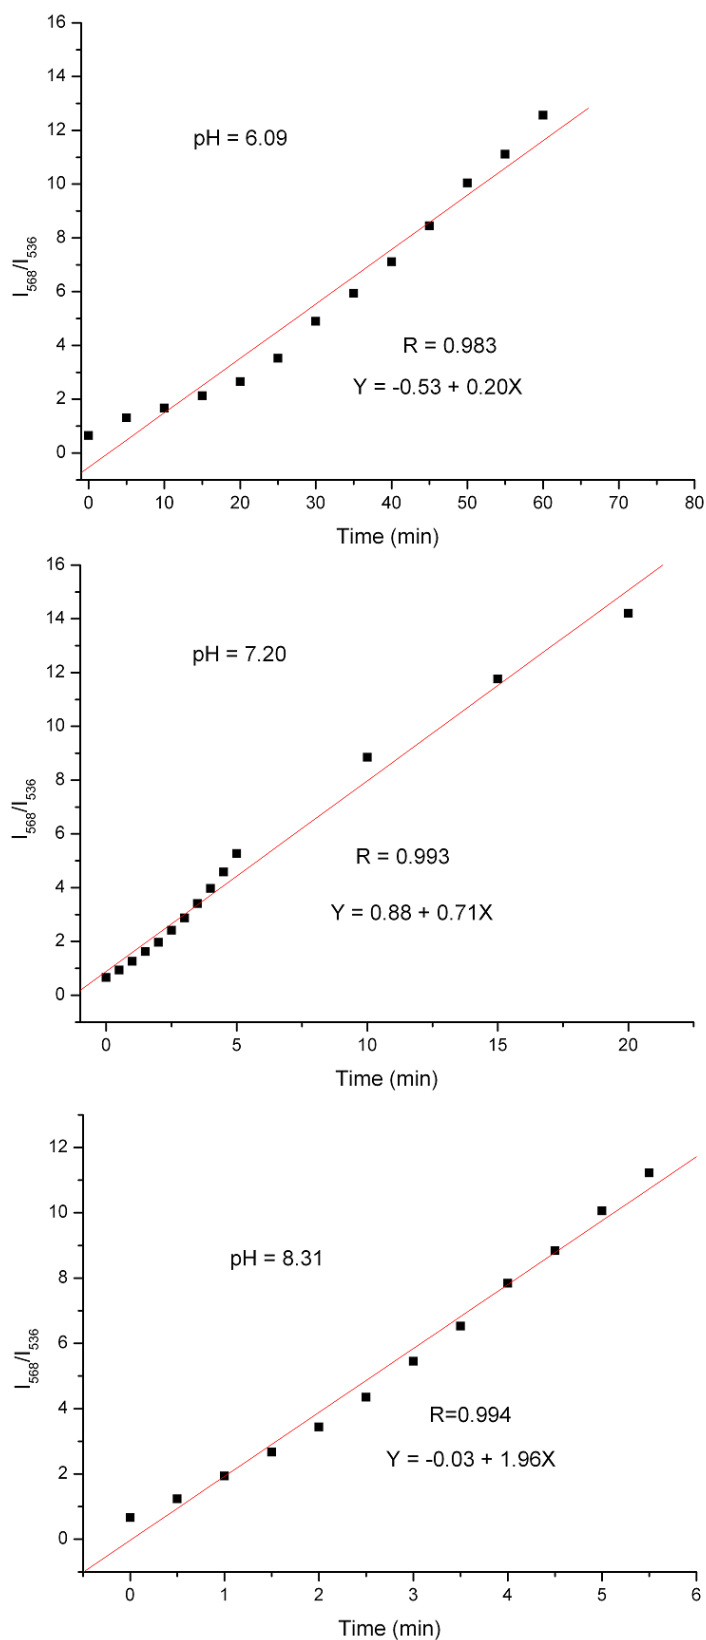 16
14
12
10
8
6
4
2
0
I568/I536
pH = 6.09
R = 0.983
Y = -0.53 + 0.20X
0 10 20 30 40 50 60 70 80
Time (min)
16
14
12
10
8
6
4
2
0
I568/I536
pH = 7.20
R = 0.993
Y = 0.88 + 0.71X
0 5 10 15 20
Time (min)
12
10
8
6
4
2
0
I568/I536
pH = 8.31
R=0.994
Y = -0.03 + 1.96X
0 1 2 3 4 5 6
Time (min)